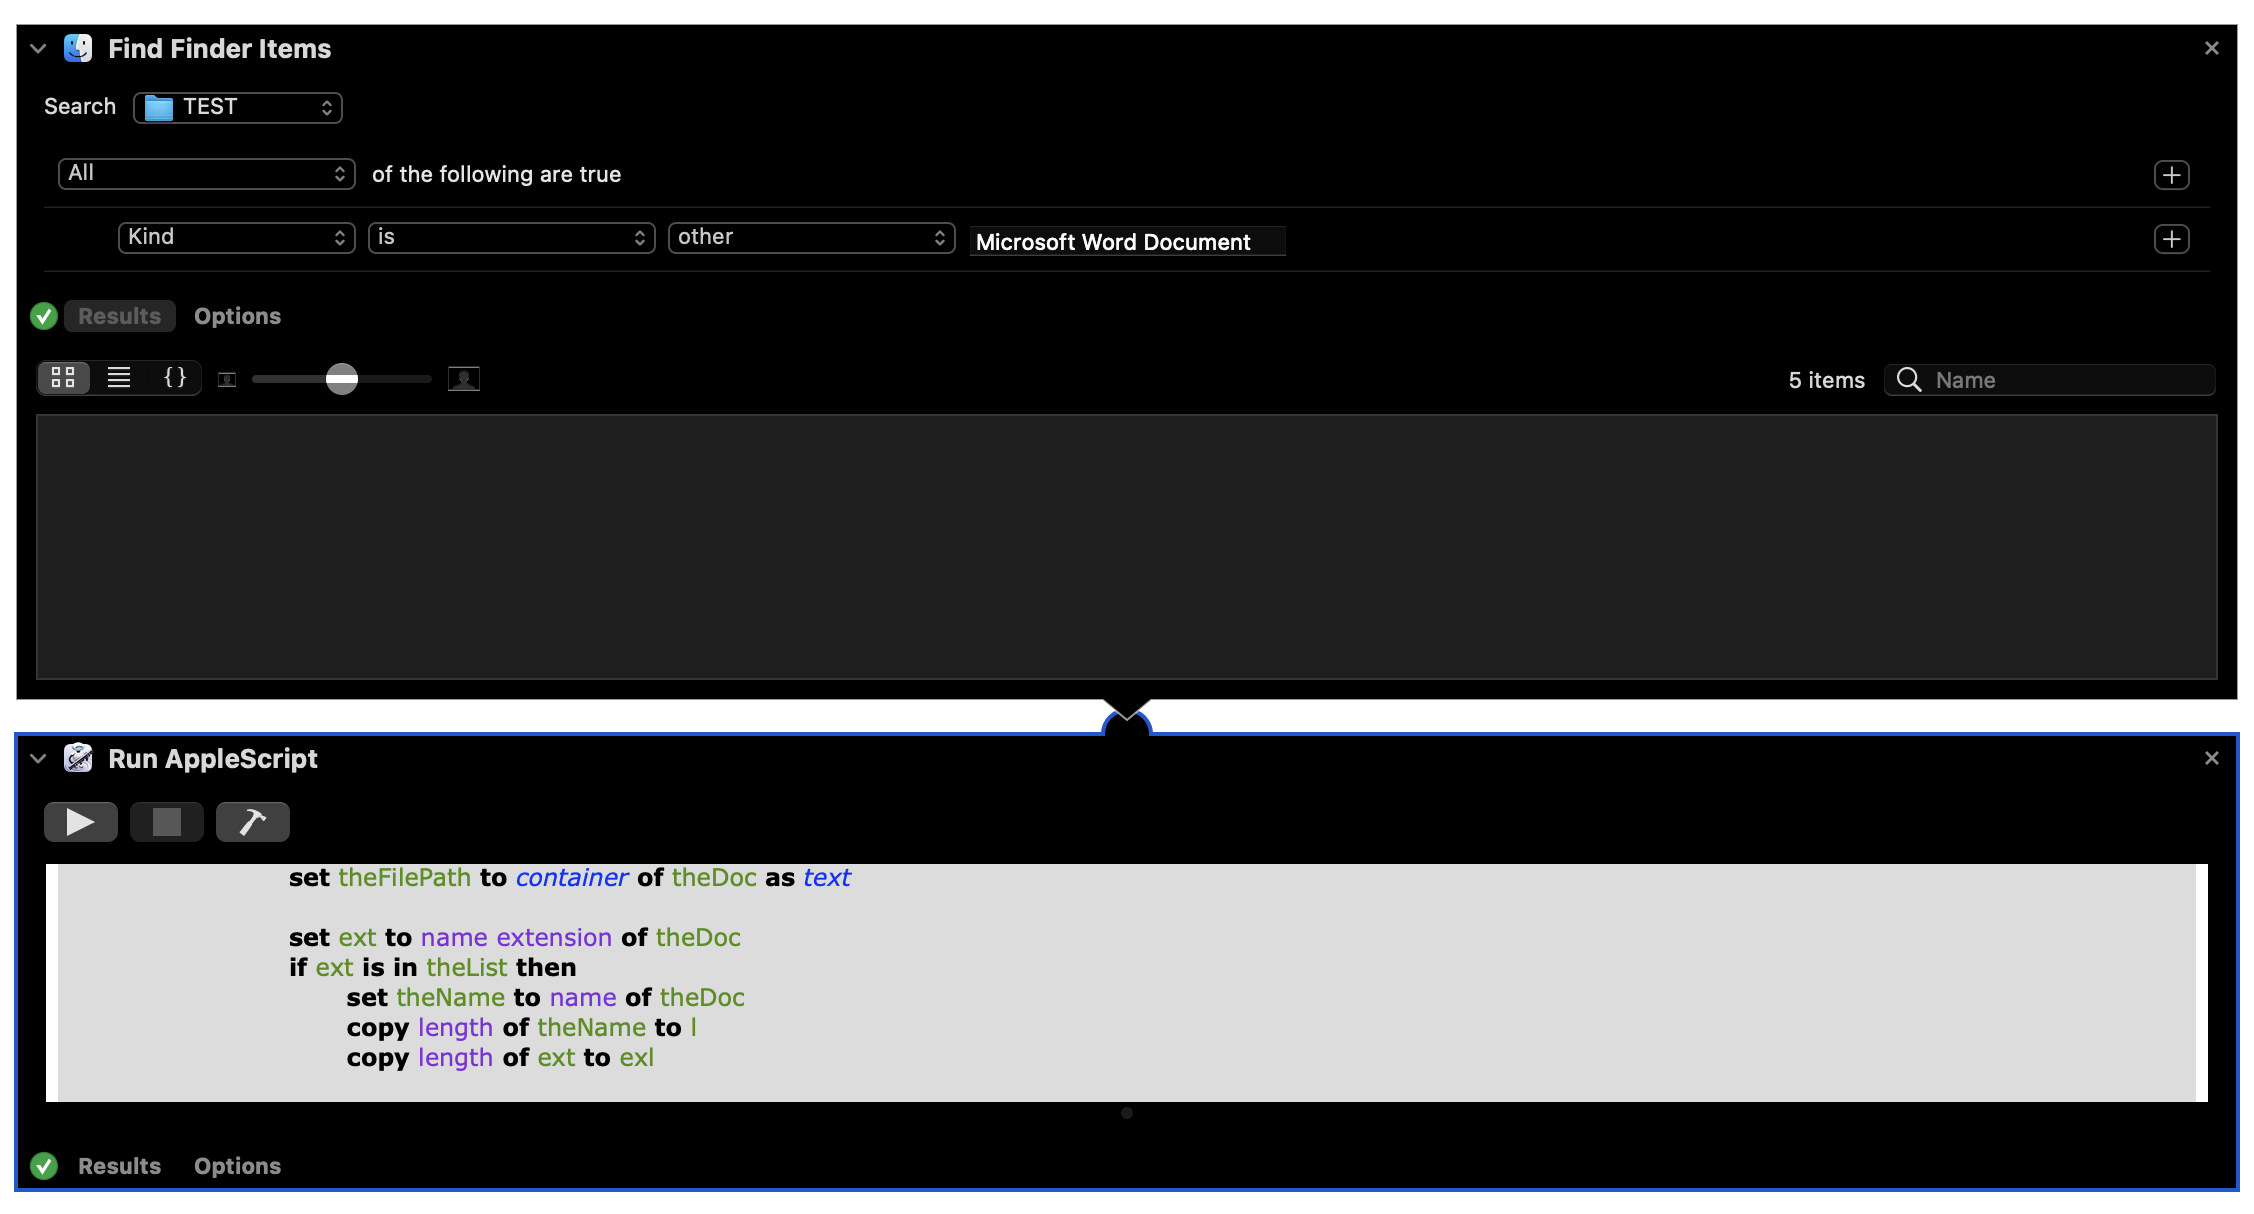 Find Finder Items
Search TEST
All of the following are true
Kind is other Microsoft Word Document
Results Options
{} 5 items Name
Run AppleScript
set theFilePath to container of theDoc as text
set ext to name extension of theDoc
if ext is in theList then
set theName to name of theDoc
copy length of theName to l
copy length of ext to exl
Results Options